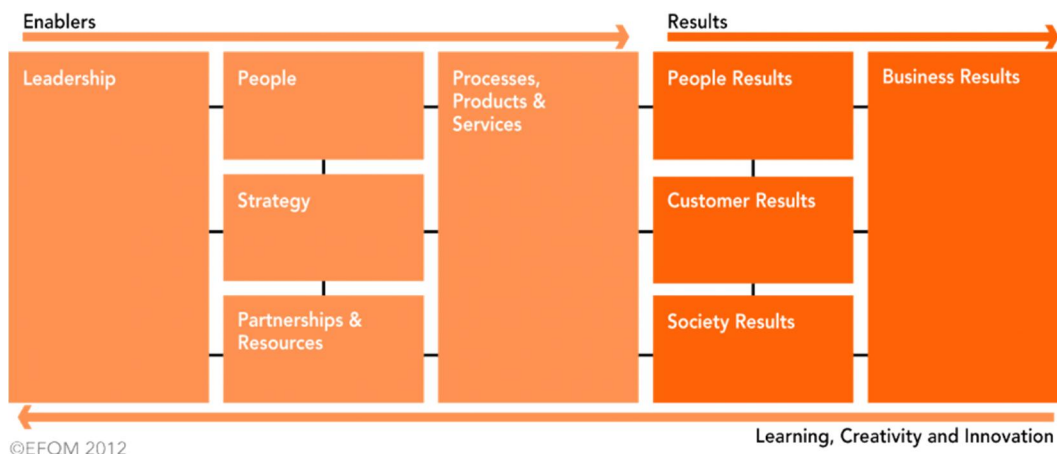 Enablers
Results
Leadership
People
Processes,
Products &
Services
People Results
Business Results
Strategy
Customer Results
Partnerships &
Resources
Society Results
Learning, Creativity and Innovation
©EFQM 2012